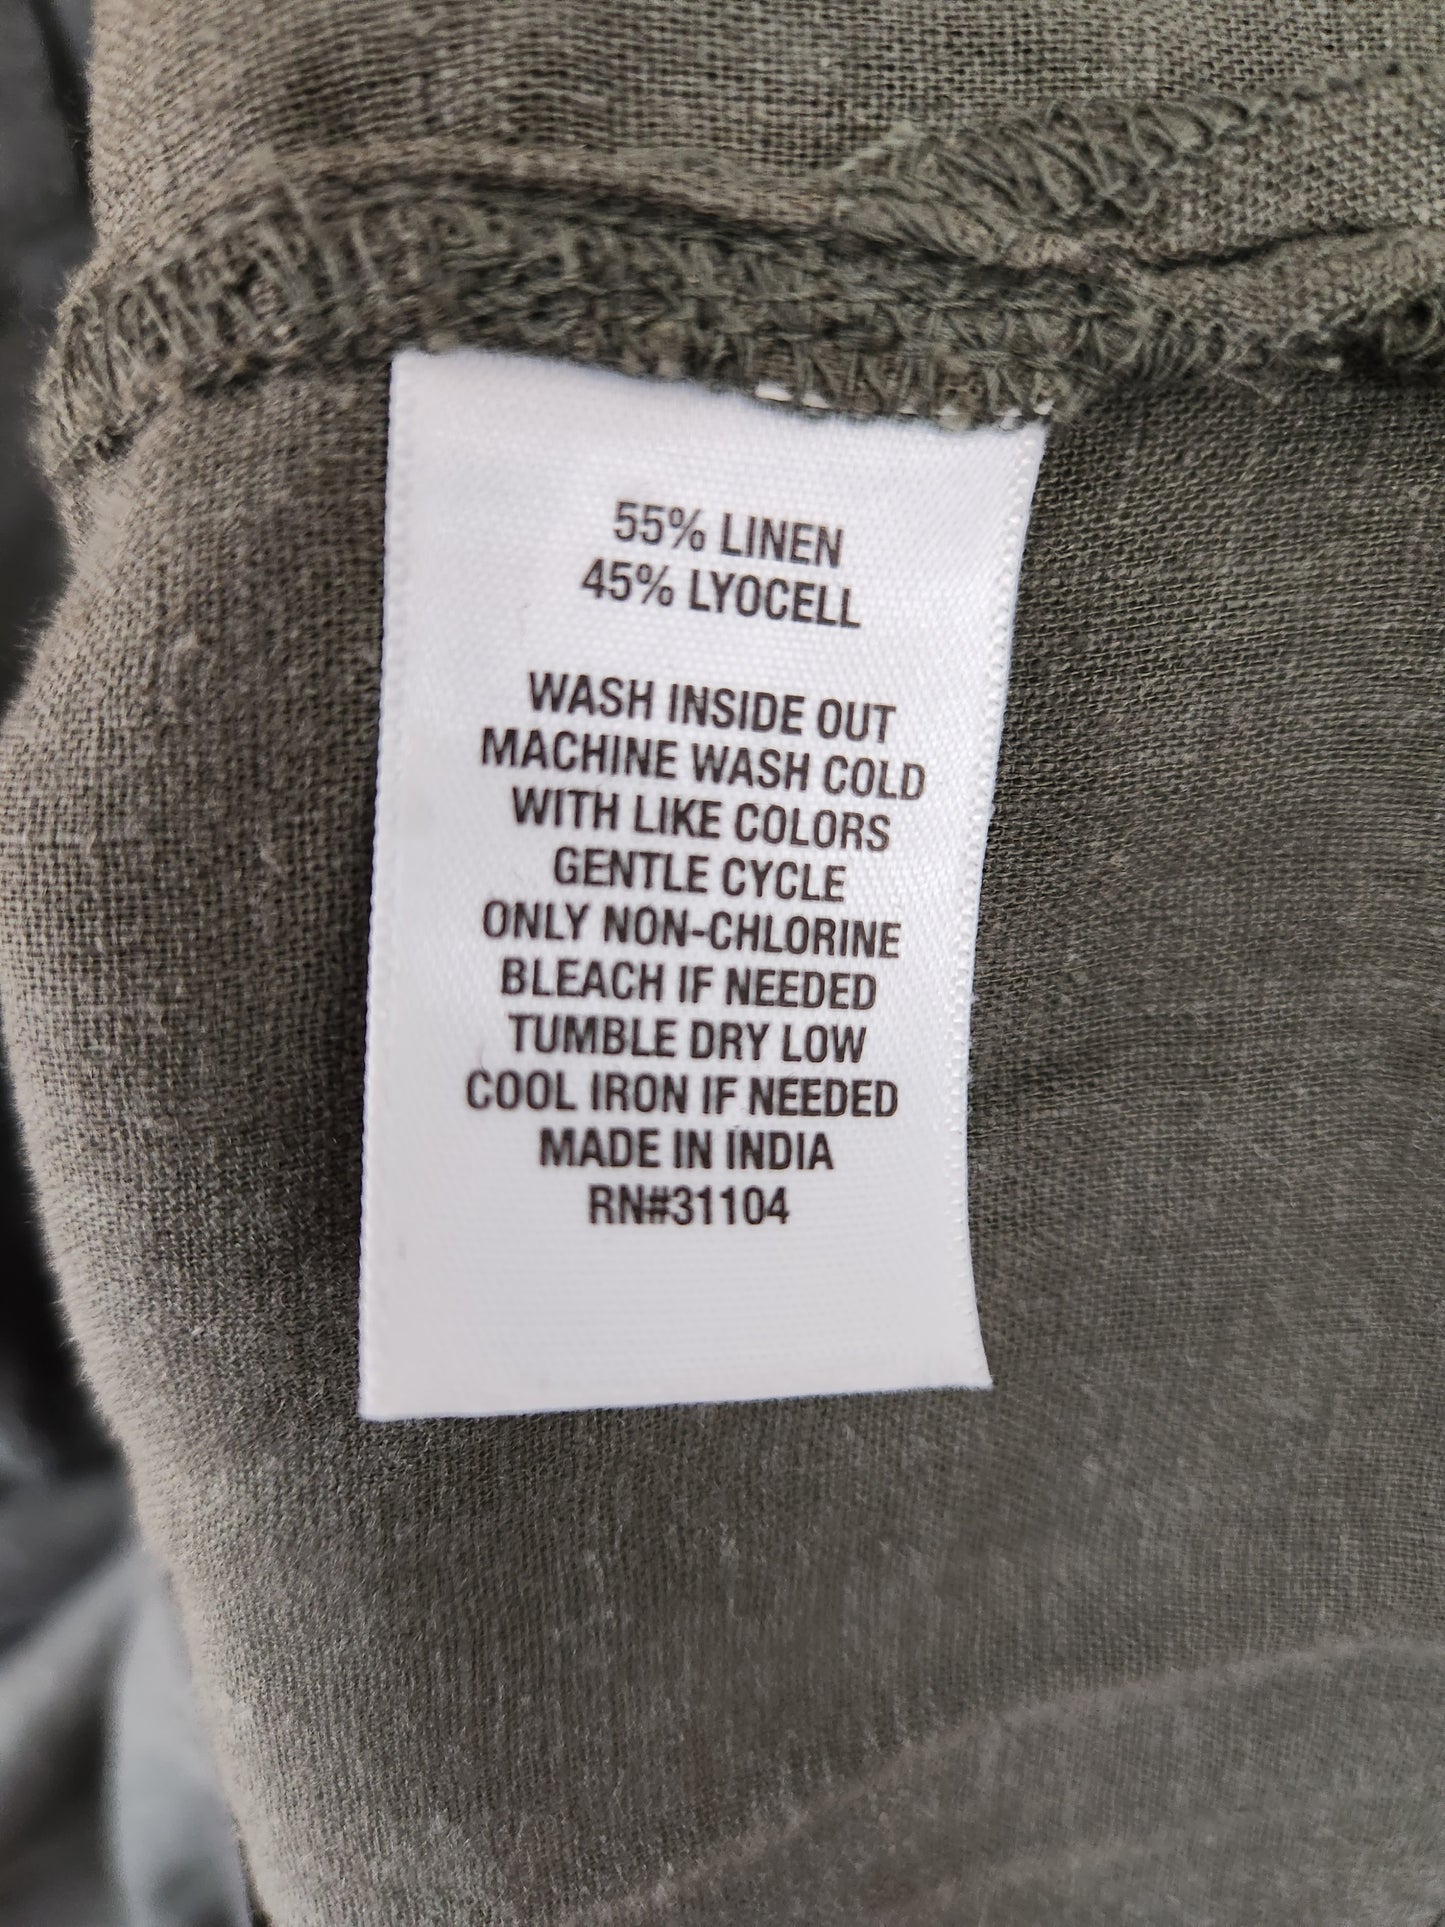 55% LINEN
45% LYOCELL
WASH INSIDE OUT
MACHINE WASH COLD
WITH LIKE COLORS
GENTLE CYCLE
ONLY NON-CHLORINE
BLEACH IF NEEDED
TUMBLE DRY LOW
COOL IRON IF NEEDED
MADE IN INDIA
RN#31104